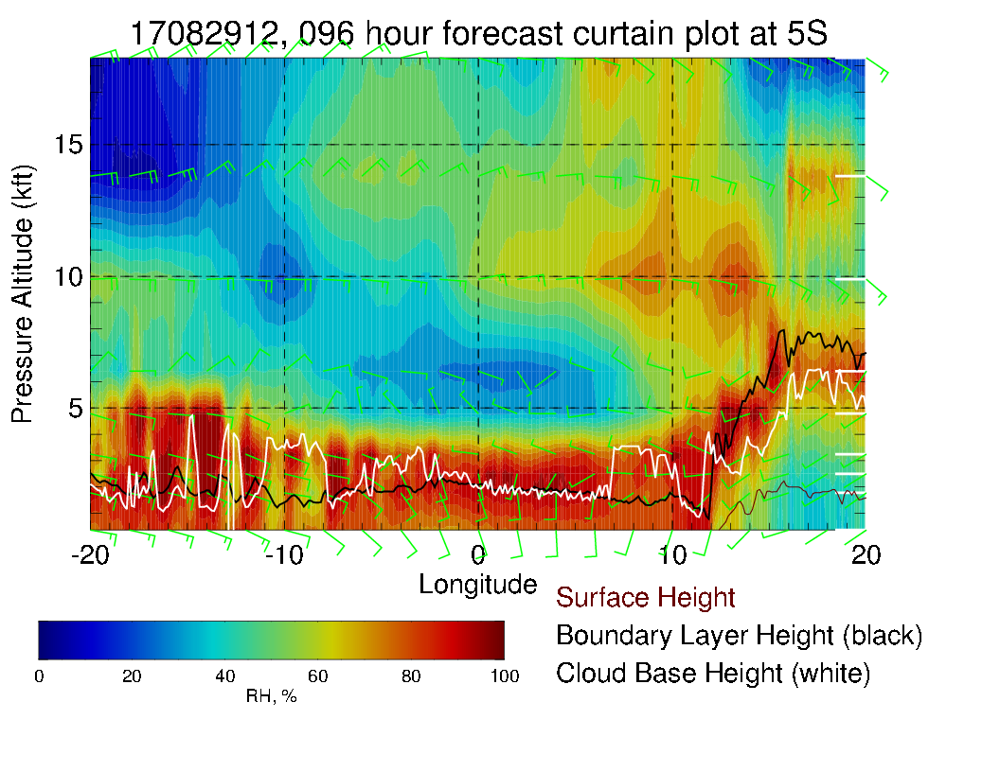 17082912, 096 hour forecast curtain plot at 5S
15
10
5
Pressure Altitude (kft)
-20 -10 0 10 20
Longitude
Surface Height
Boundary Layer Height (black)
Cloud Base Height (white)
0 20 40 60 80 100
RH, %